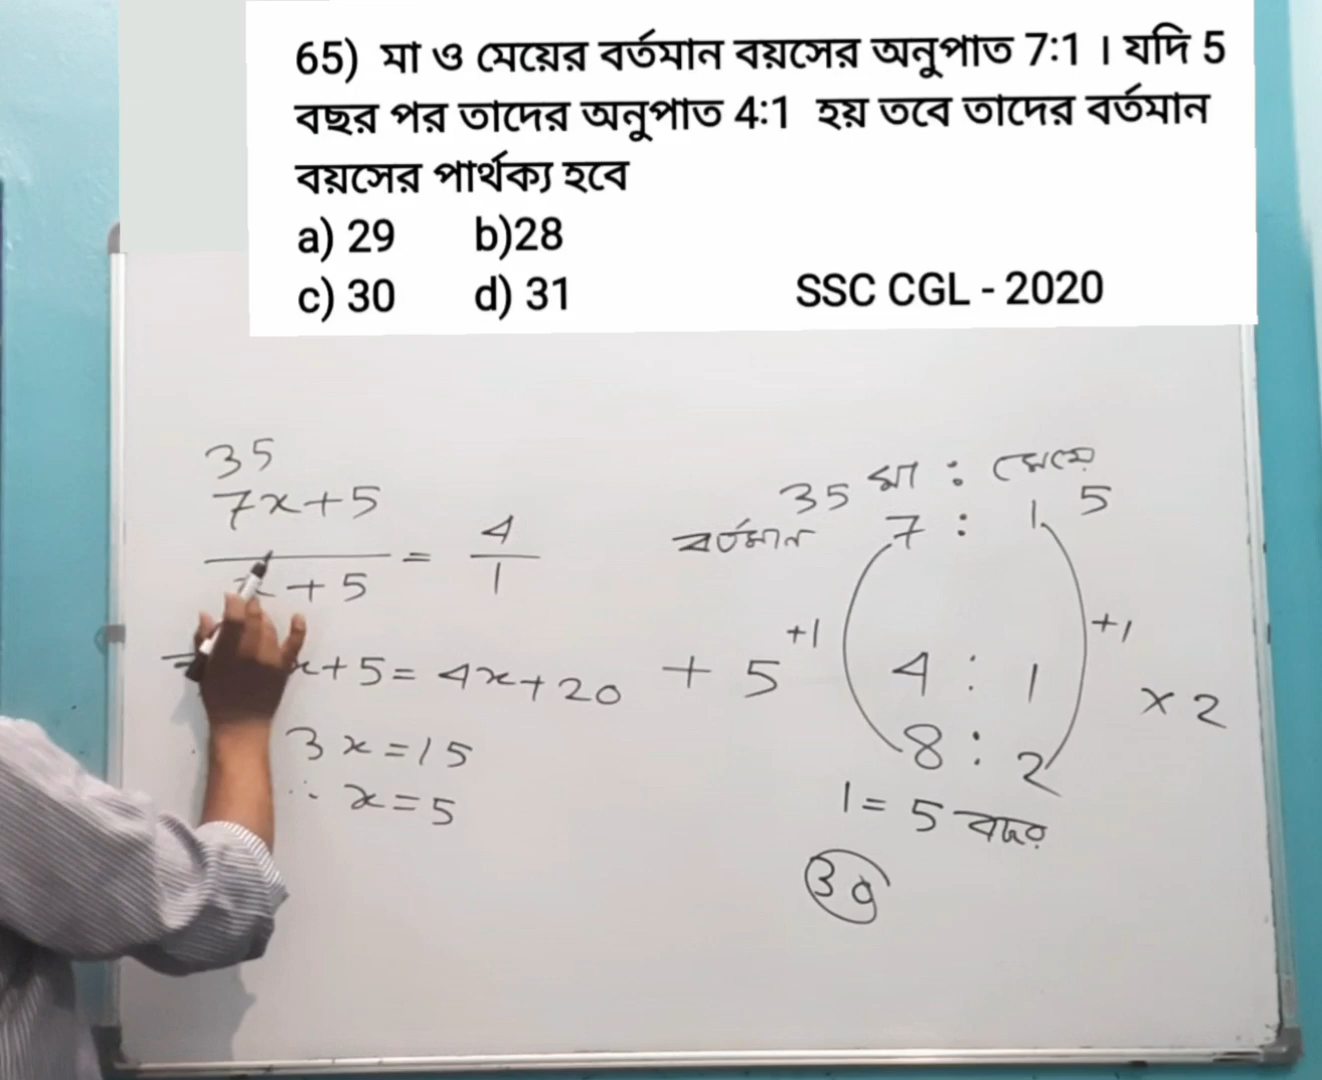 65) মা ও মেয়ের বর্তমান বয়সের অনুপাত 7:1 । যদি 5
বছর পর তাদের অনুপাত 4:1 হয় তবে তাদের বর্তমান
বয়সের পার্থক্য হবে
a) 29 b)28
c) 30 d) 31 SSC CGL - 2020
35
7x+5
x+5
= 4/1
x+5 = 4x+20
3x=15
∴ x=5
মা : মেয়ে
35 5
বর্তমান 7 : 1
+1 +1
+ 5 4 : 1 × 2
8 : 2
1 = 5 বছর
30